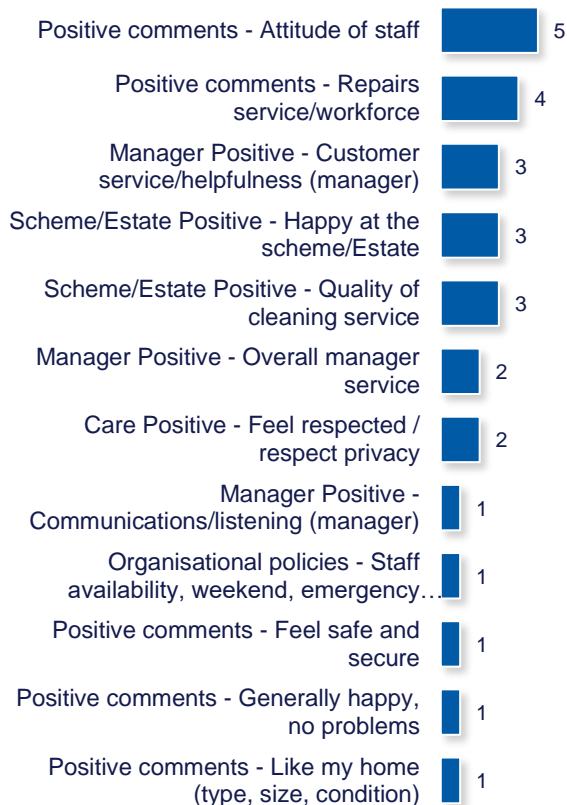 Positive comments - Attitude of staff 5
Positive comments - Repairs
service/workforce 4
Manager Positive - Customer
service/helpfulness (manager) 3
Scheme/Estate Positive - Happy at the
scheme/Estate 3
Scheme/Estate Positive - Quality of
cleaning service 3
Manager Positive - Overall manager
service 2
Care Positive - Feel respected /
respect privacy 2
Manager Positive -
Communications/listening (manager) 1
Organisational policies - Staff
availability, weekend, emergency… 1
Positive comments - Feel safe and
secure 1
Positive comments - Generally happy,
no problems 1
Positive comments - Like my home
(type, size, condition) 1